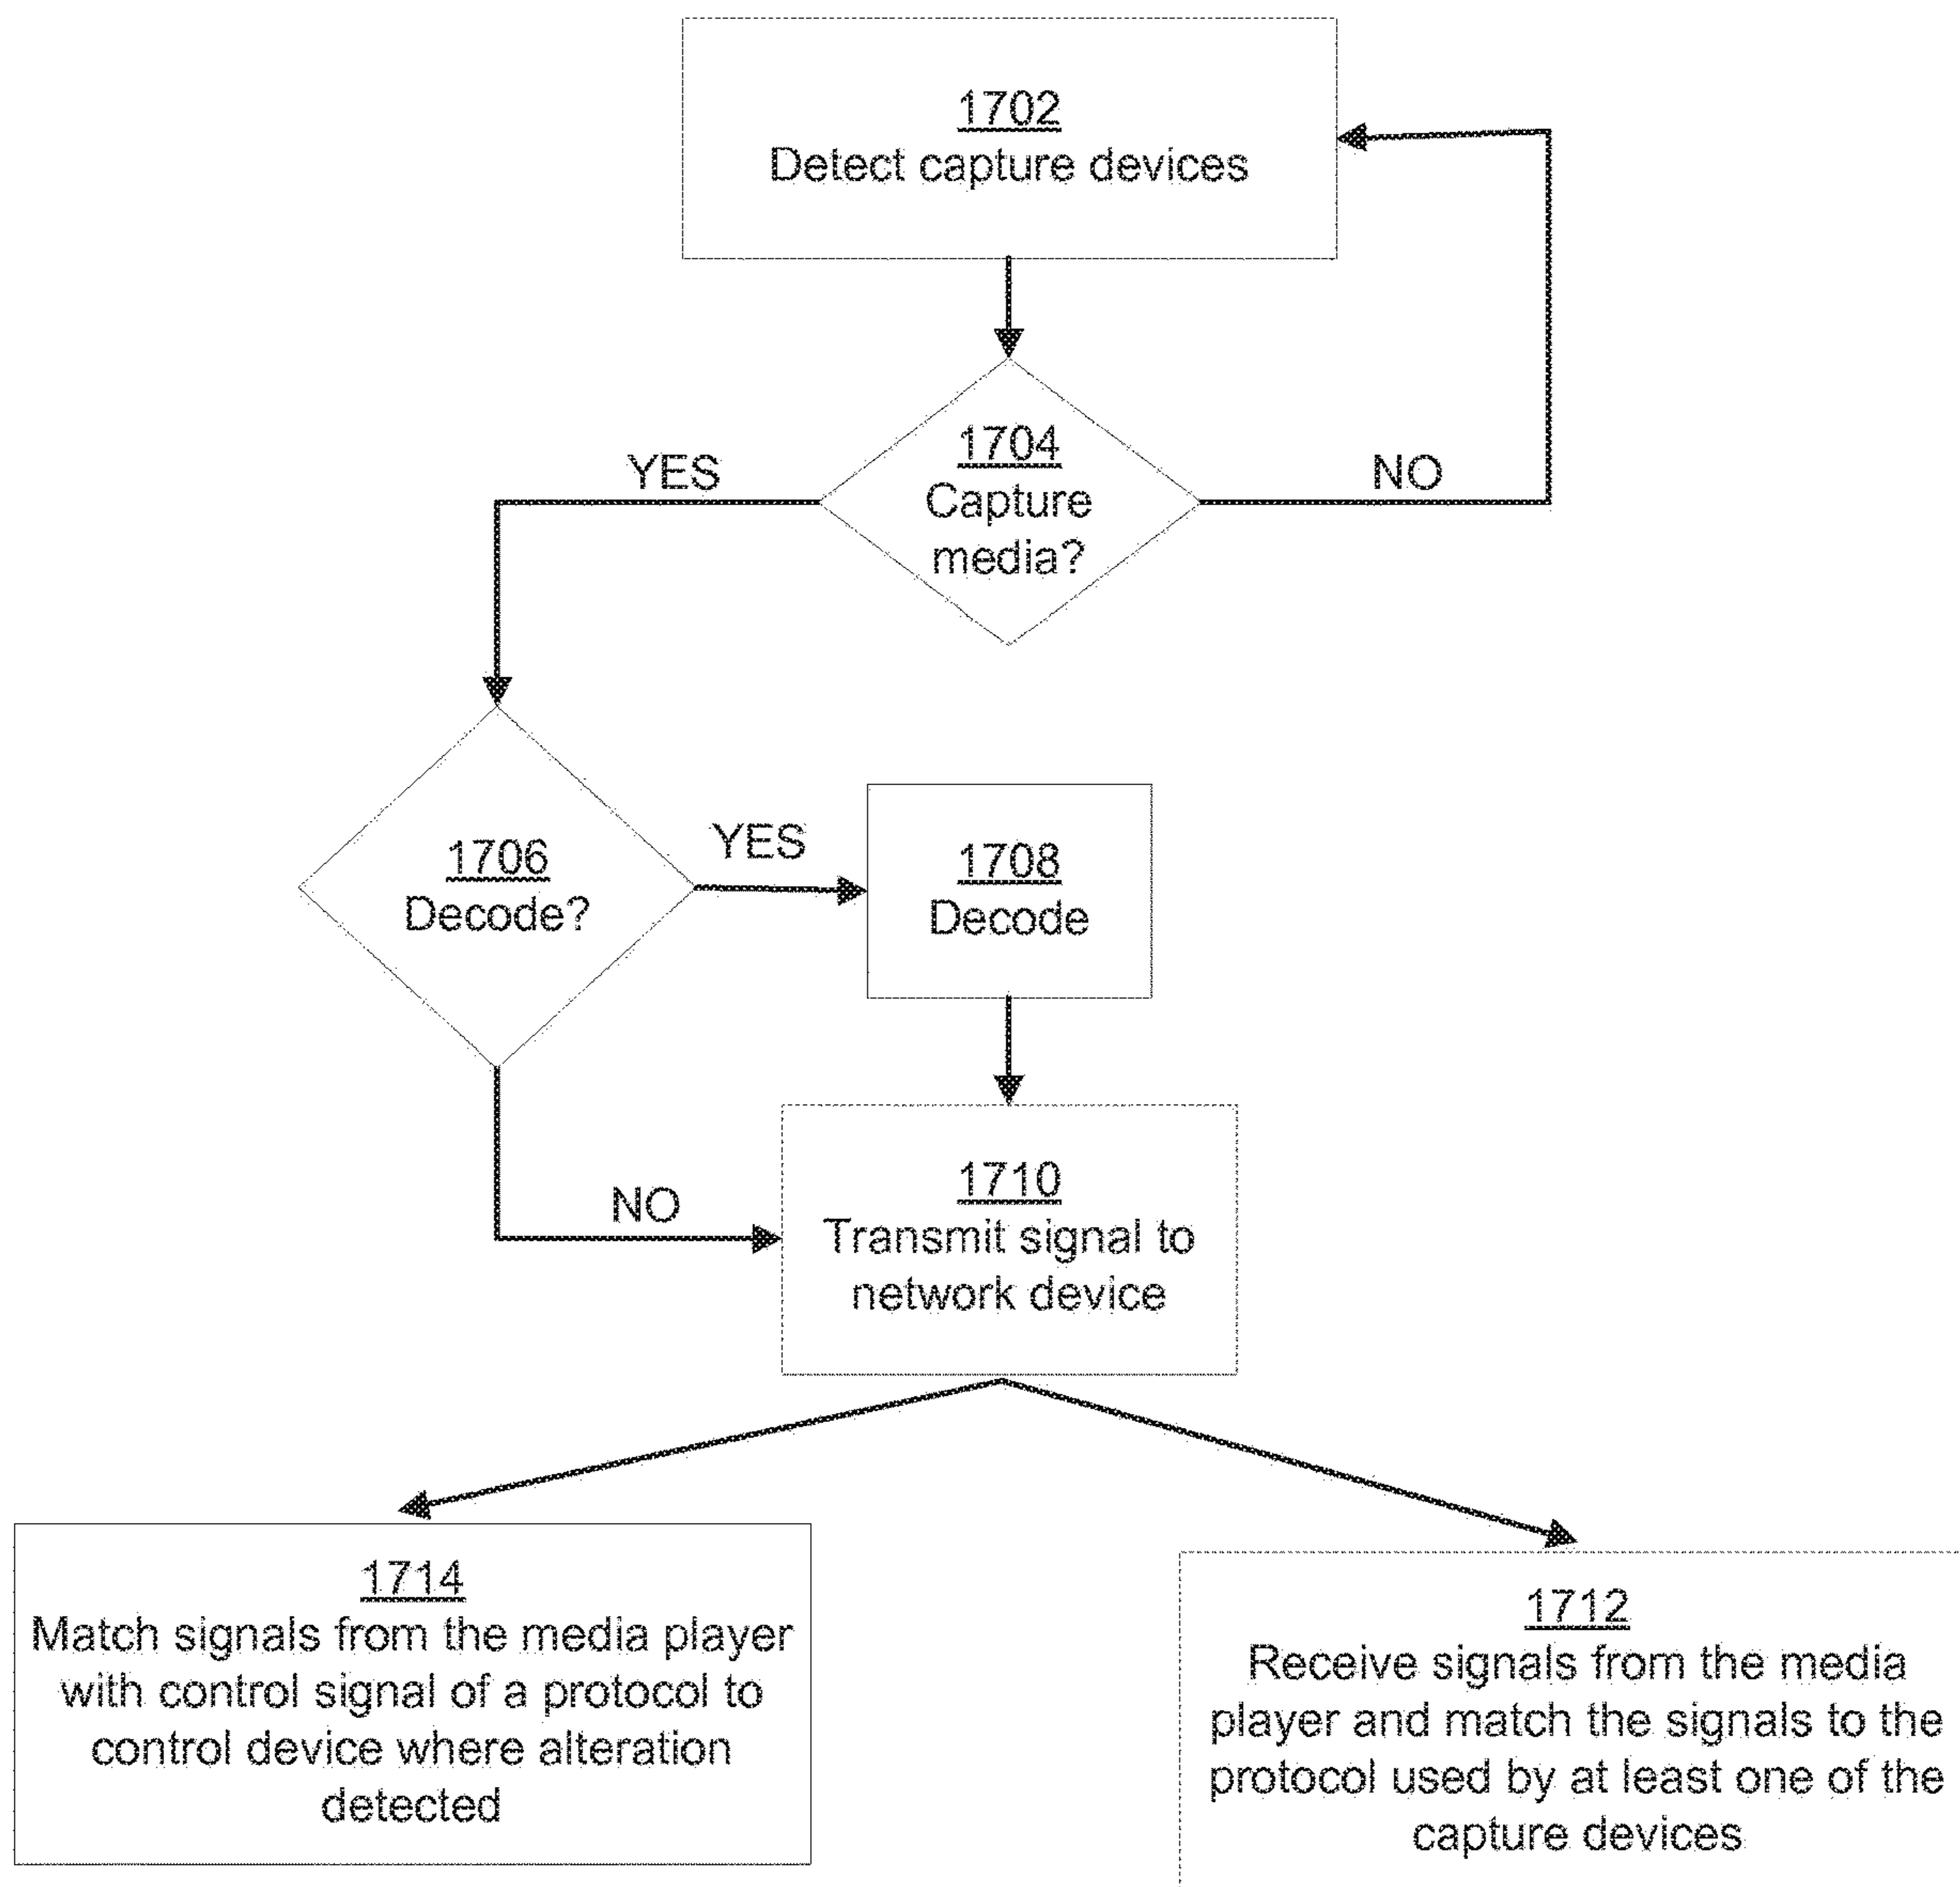 1702
Detect capture devices
1704
Capture
media?
YES
NO
1706
Decode?
YES
1708
Decode
NO
1710
Transmit signal to
network device
1714
Match signals from the media player
with control signal of a protocol to
control device where alteration
detected
1712
Receive signals from the media
player and match the signals to the
protocol used by at least one of the
capture devices